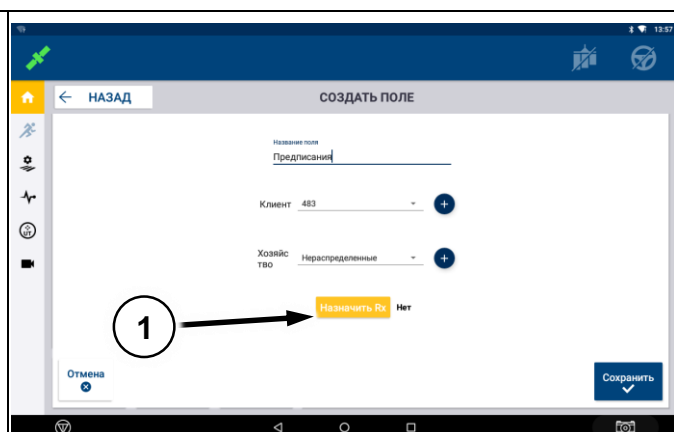 13:57
НАЗАД
СОЗДАТЬ ПОЛЕ
Название поля
Предписания
Клиент 483
Хозяйс
тво
Нераспределенные
Назначить Rx Нет
1
UT
Отмена
Сохранить